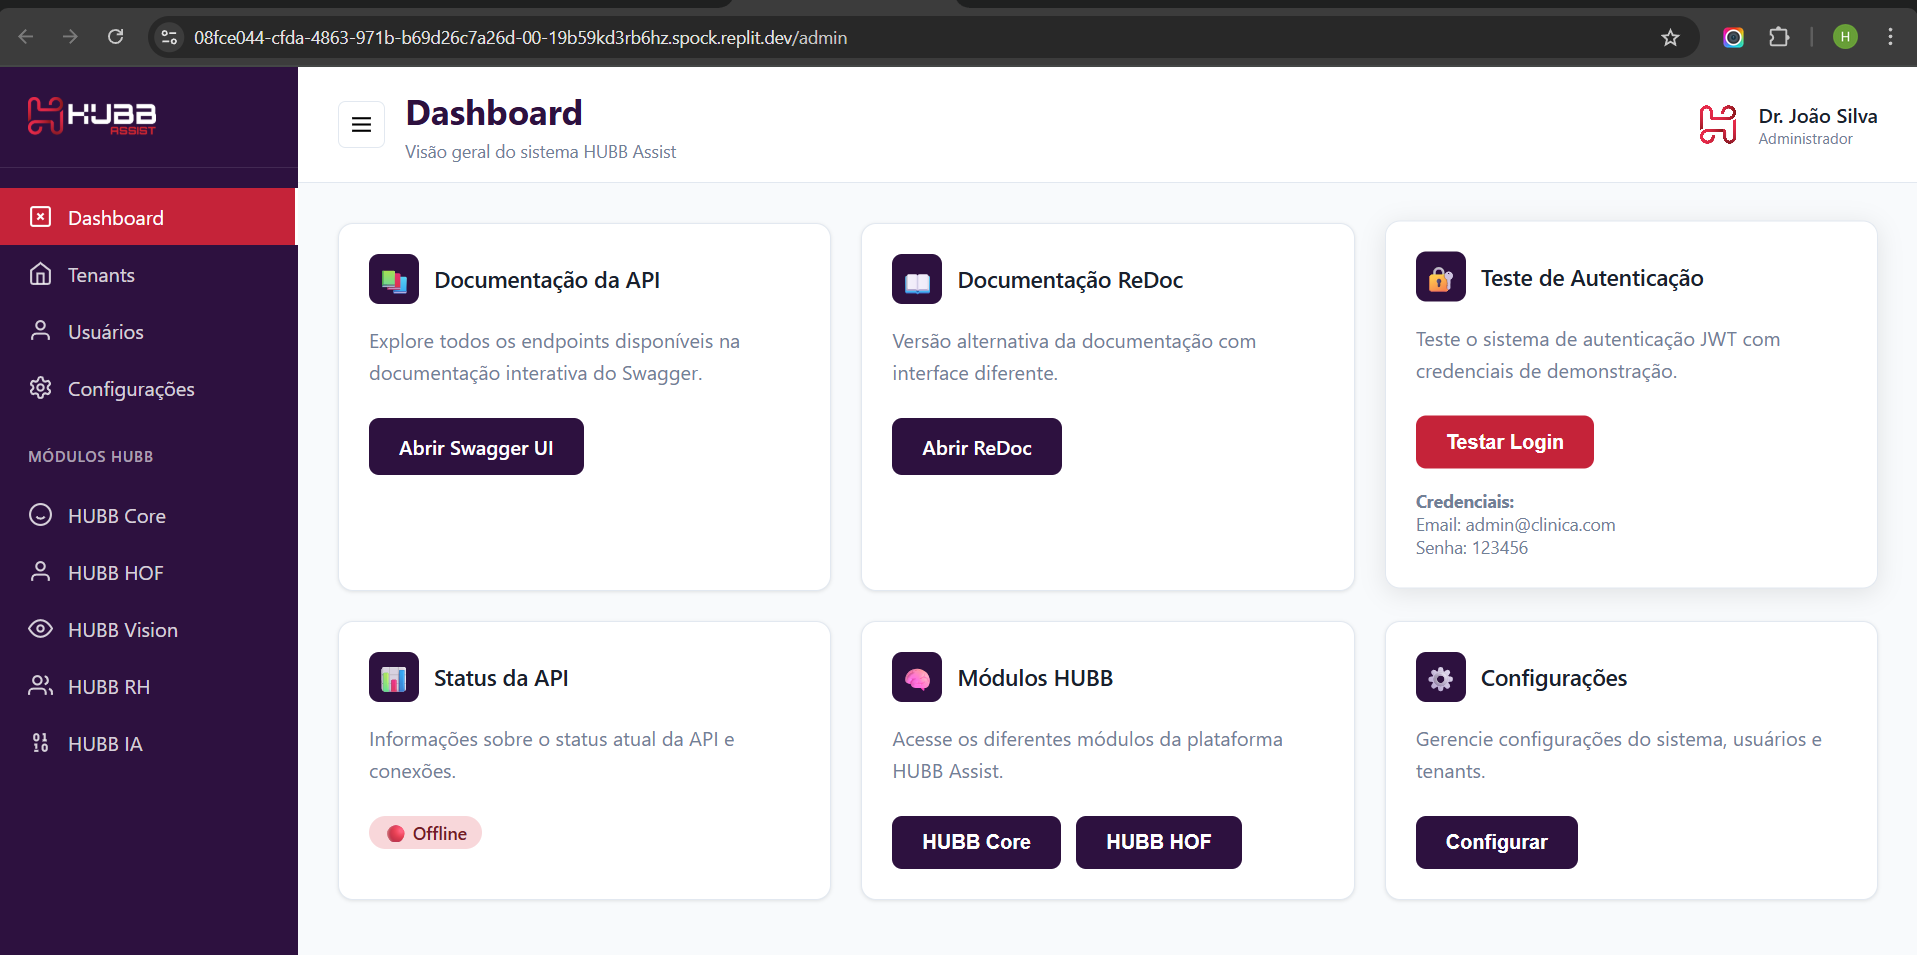 08fce044-cfda-4863-971b-b69d26c7a26d-00-19b59kd3rb6hz.spock.replit.dev/admin
H
HUBB
ASSIST
Dashboard
Tenants
Usuários
Configurações
MÓDULOS HUBB
HUBB Core
HUBB HOF
HUBB Vision
HUBB RH
HUBB IA
Dashboard
Visão geral do sistema HUBB Assist
Dr. João Silva
Administrador
Documentação da API
Explore todos os endpoints disponíveis na
documentação interativa do Swagger.
Abrir Swagger UI
Documentação ReDoc
Versão alternativa da documentação com
interface diferente.
Abrir ReDoc
Teste de Autenticação
Teste o sistema de autenticação JWT com
credenciais de demonstração.
Testar Login
Credenciais:
Email: admin@clinica.com
Senha: 123456
Status da API
Informações sobre o status atual da API e
conexões.
Offline
Módulos HUBB
Acesse os diferentes módulos da plataforma
HUBB Assist.
HUBB Core
HUBB HOF
Configurações
Gerencie configurações do sistema, usuários e
tenants.
Configurar